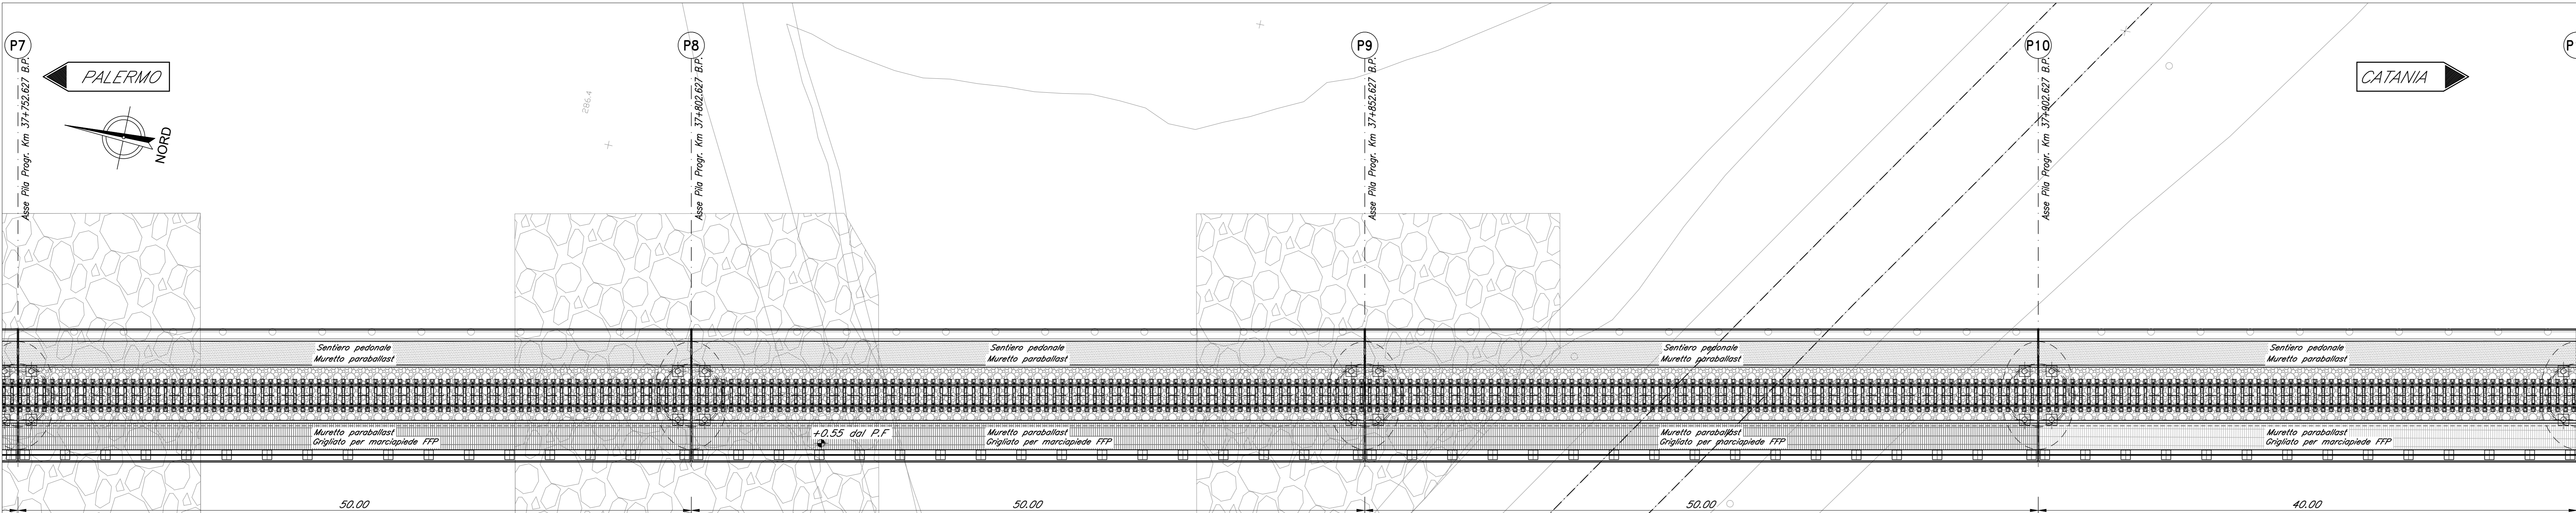 P7
P8
P9
P10
P
PALERMO
CATANIA
NORD
286.4
Asse Pila Progr. Km 37+752.627 B.P.
Asse Pila Progr. Km 37+802.627 B.P.
Asse Pila Progr. Km 37+852.627 B.P.
Asse Pila Progr. Km 37+902.627 B.P.
Sentiero pedonale
Muretto paraballast
Sentiero pedonale
Muretto paraballast
Sentiero pedonale
Muretto paraballast
Sentiero pedonale
Muretto paraballast
Muretto paraballast
Grigliato per marciapiede FFP
+0.55 dal P.F
Muretto paraballast
Grigliato per marciapiede FFP
Muretto paraballast
Grigliato per marciapiede FFP
Muretto paraballast
Grigliato per marciapiede FFP
50.00
50.00
50.00
40.00